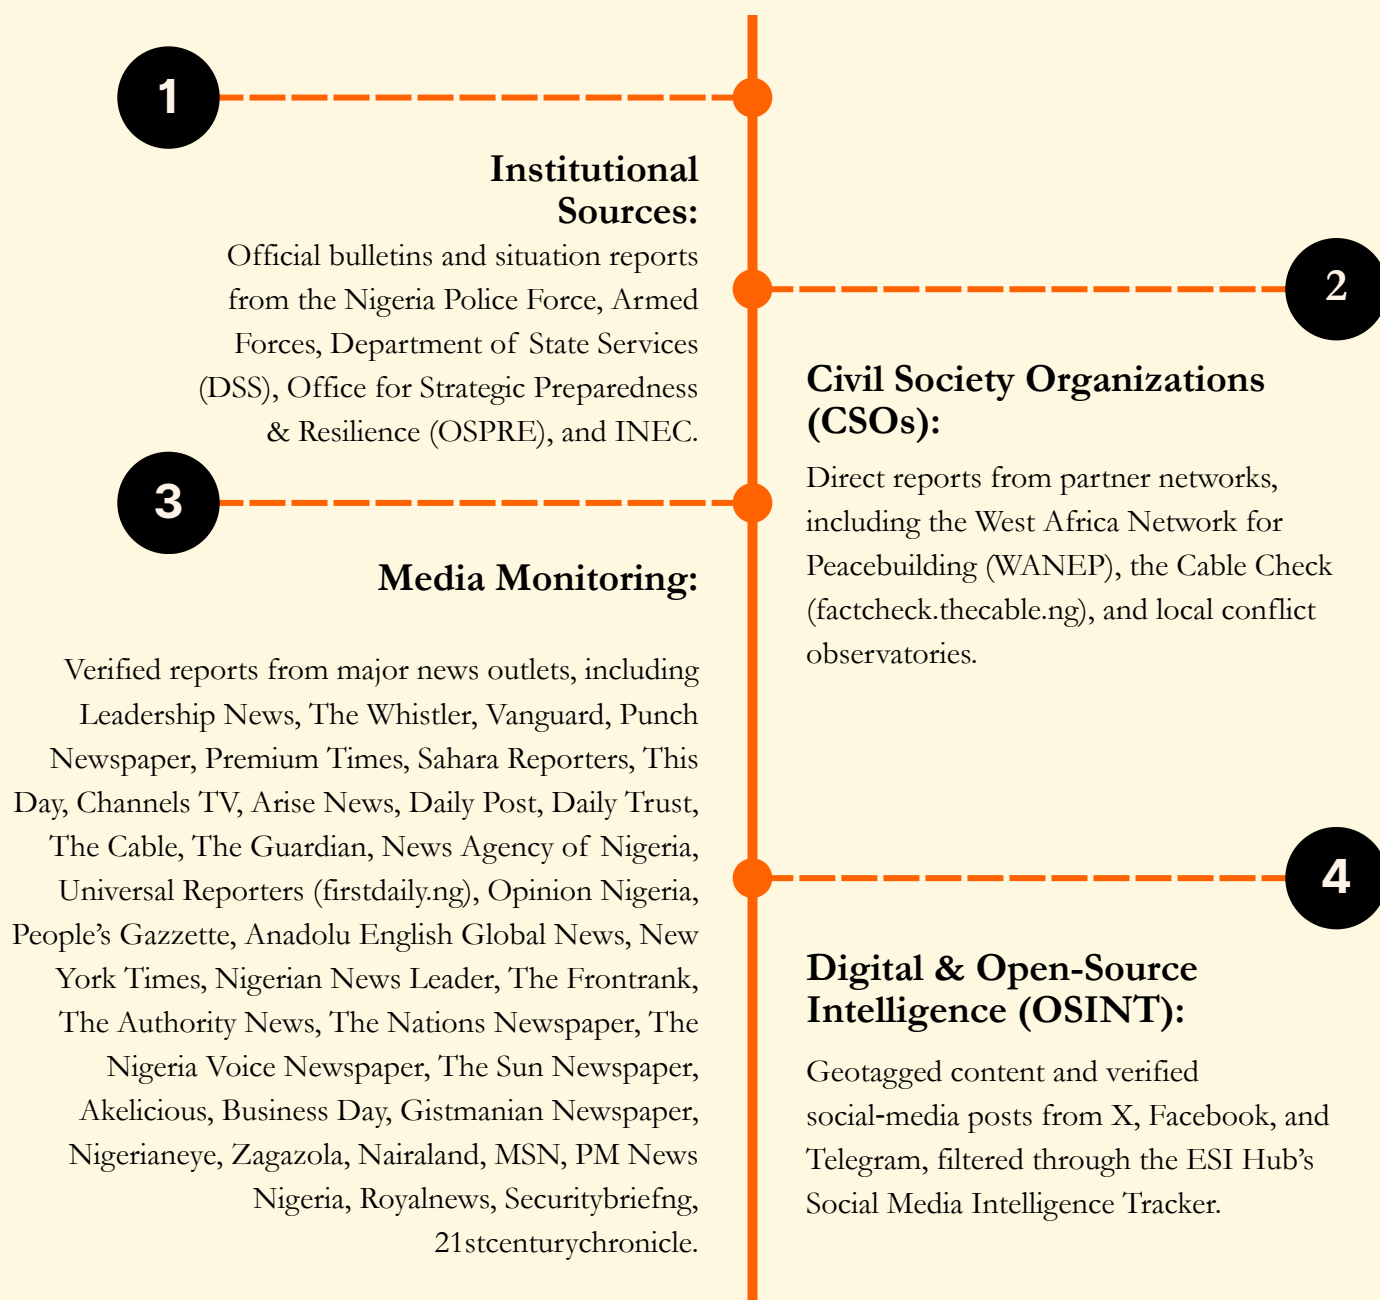 1
Institutional
Sources:
Official bulletins and situation reports
from the Nigeria Police Force, Armed
Forces, Department of State Services
(DSS), Office for Strategic Preparedness
& Resilience (OSPRE), and INEC.
2
Civil Society Organizations
(CSOs):
Direct reports from partner networks,
including the West Africa Network for
Peacebuilding (WANEP), the Cable Check
(factcheck.thecable.ng), and local conflict
observatories.
3
Media Monitoring:
Verified reports from major news outlets, including
Leadership News, The Whistler, Vanguard, Punch
Newspaper, Premium Times, Sahara Reporters, This
Day, Channels TV, Arise News, Daily Post, Daily Trust,
The Cable, The Guardian, News Agency of Nigeria,
Universal Reporters (firstdaily.ng), Opinion Nigeria,
People’s Gazzette, Anadolu English Global News, New
York Times, Nigerian News Leader, The Frontrank,
The Authority News, The Nations Newspaper, The
Nigeria Voice Newspaper, The Sun Newspaper,
Akelicious, Business Day, Gistmanian Newspaper,
Nigerianeye, Zagazola, Nairaland, MSN, PM News
Nigeria, Royalnews, Securitybriefng,
21stcenturychronicle.
4
Digital & Open-Source
Intelligence (OSINT):
Geotagged content and verified
social-media posts from X, Facebook, and
Telegram, filtered through the ESI Hub’s
Social Media Intelligence Tracker.